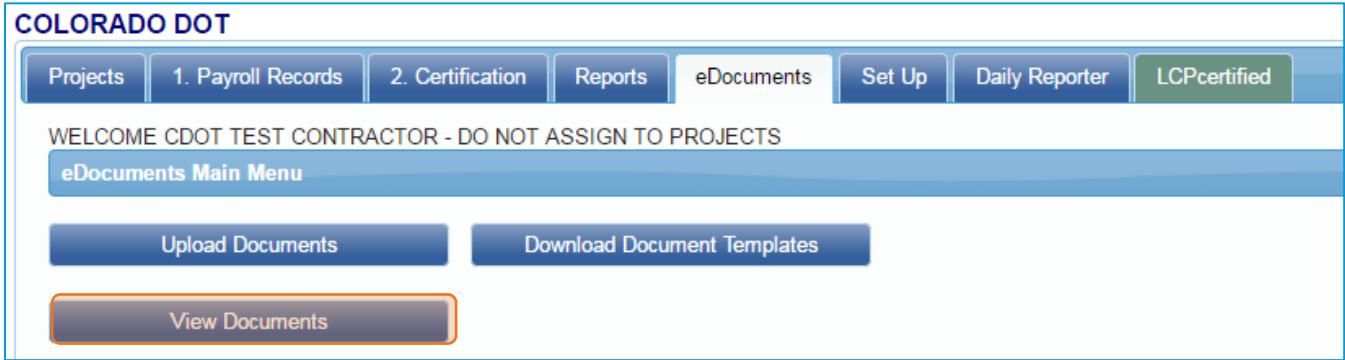 COLORADO DOT
Projects 1. Payroll Records 2. Certification Reports eDocuments Set Up Daily Reporter LCPcertified
WELCOME CDOT TEST CONTRACTOR - DO NOT ASSIGN TO PROJECTS
eDocuments Main Menu
Upload Documents Download Document Templates
View Documents